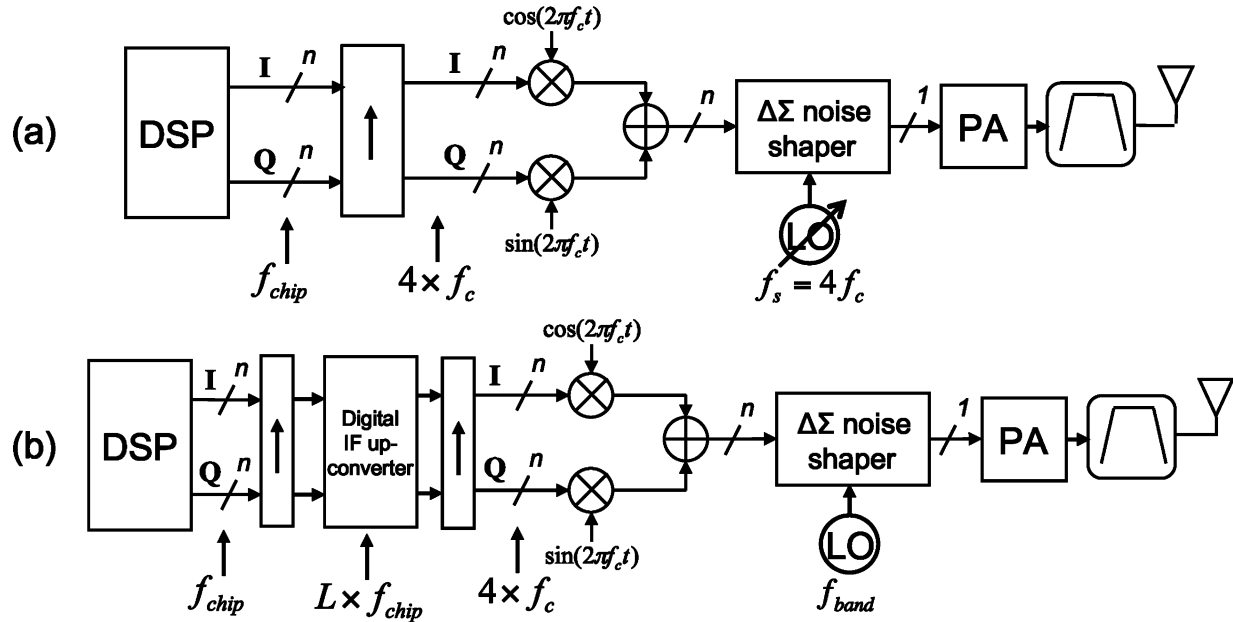 (a)
DSP
I n
Q n
f_chip
I n
Q n
4 × f_c
cos(2πf_c t)
sin(2πf_c t)
n
ΔΣ noise
shaper
LO
f_s = 4f_c
1
PA
(b)
DSP
I n
Q n
f_chip
Digital
IF up-
converter
L × f_chip
I n
Q n
4 × f_c
cos(2πf_c t)
sin(2πf_c t)
n
ΔΣ noise
shaper
LO
f_band
1
PA